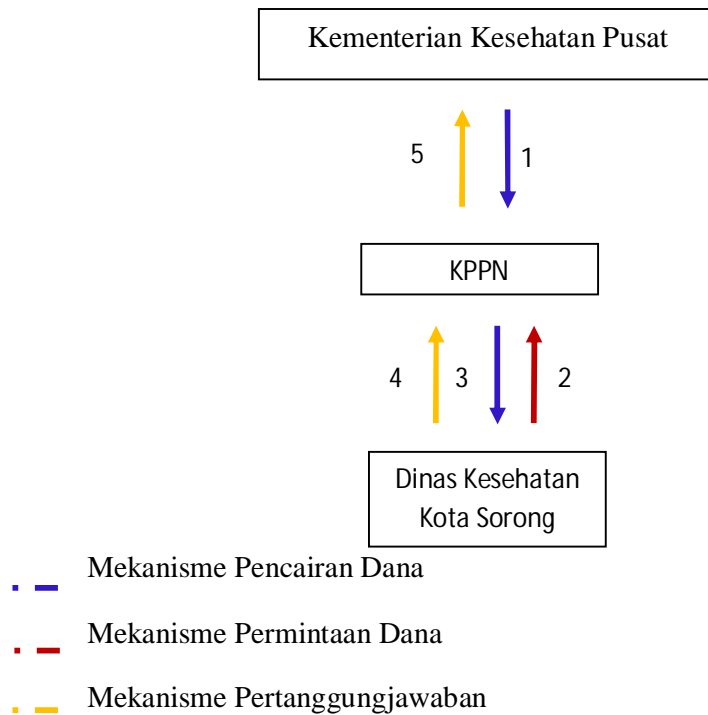 Kementerian Kesehatan Pusat
5 1
KPPN
4 3 2
Dinas Kesehatan
Kota Sorong
Mekanisme Pencairan Dana
Mekanisme Permintaan Dana
Mekanisme Pertanggungjawaban